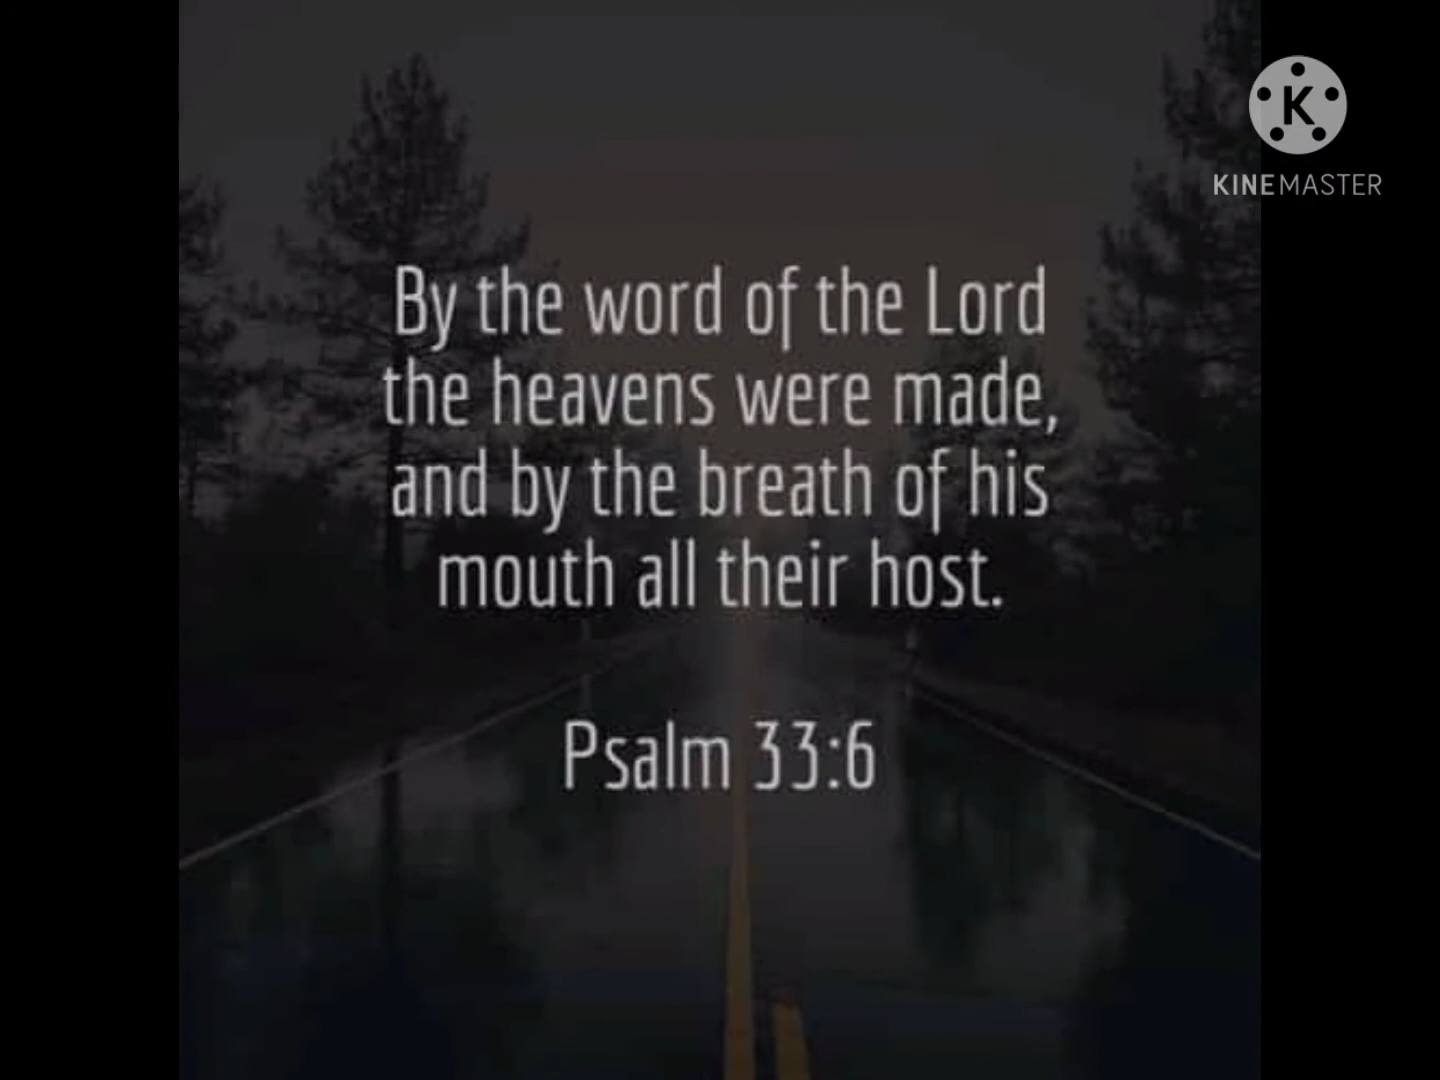 By the word of the Lord
the heavens were made,
and by the breath of his
mouth all their host.
Psalm 33:6
K
KINEMASTER